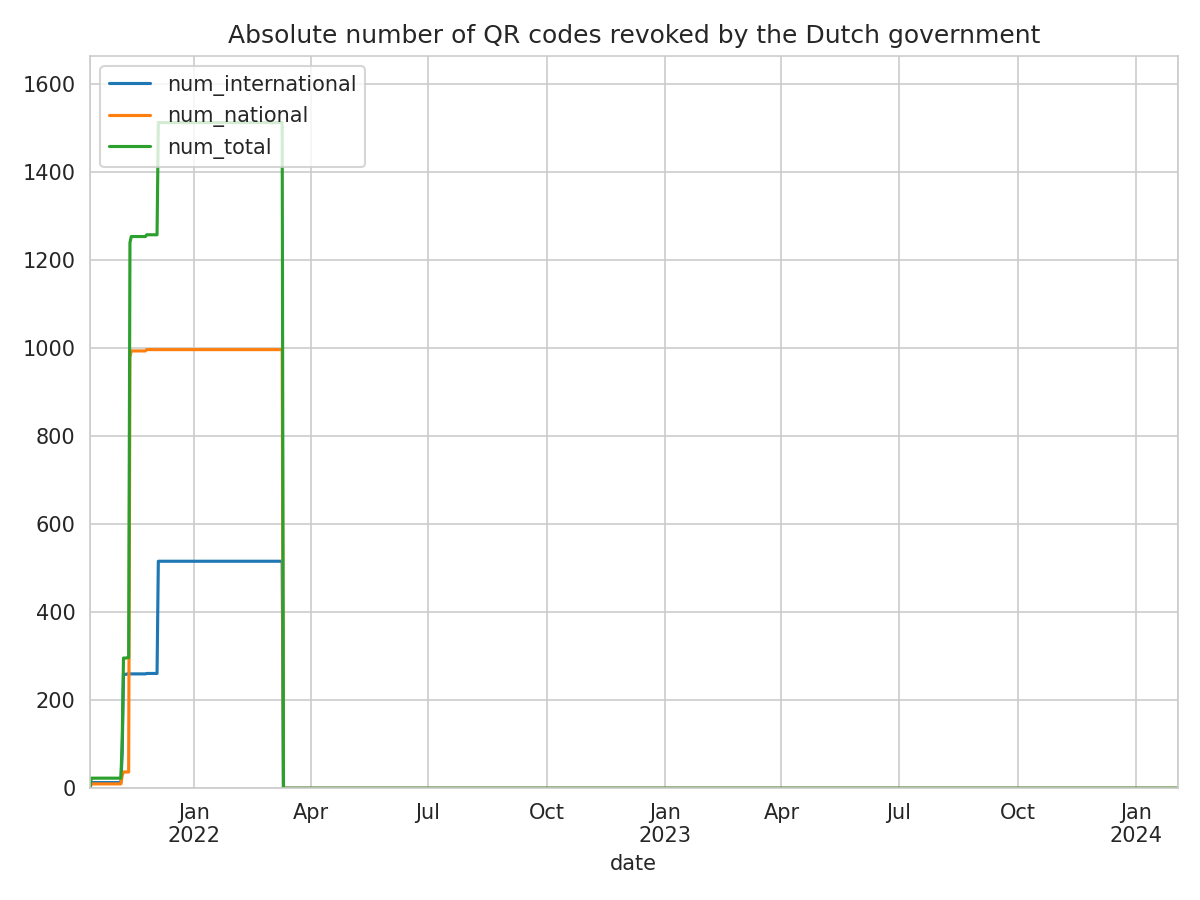 Absolute number of QR codes revoked by the Dutch government
num_international
num_national
num_total
1600
1400
1200
1000
800
600
400
200
0
Jan Apr Jul Oct Jan Apr Jul Oct Jan
2022 2023 2024
date